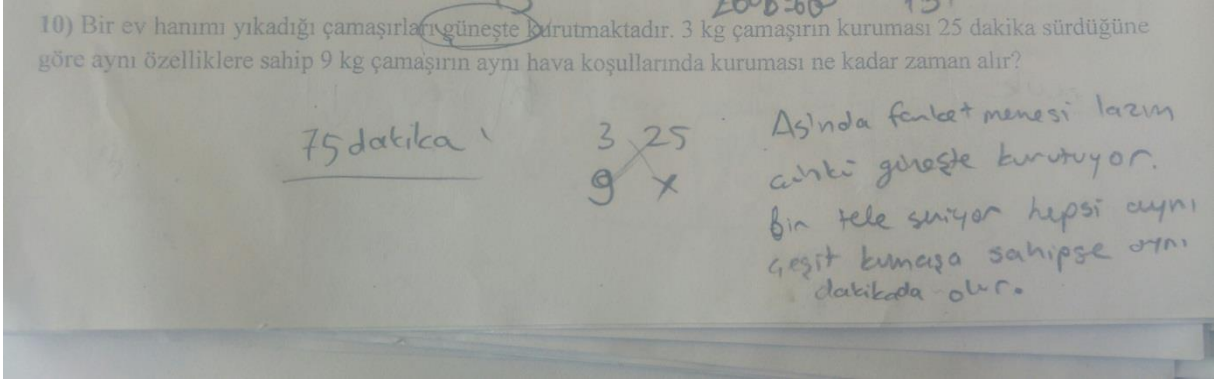 10) Bir ev hanımı yıkadığı çamaşırları güneşte kurutmaktadır. 3 kg çamaşırın kuruması 25 dakika sürdüğüne
göre aynı özelliklere sahip 9 kg çamaşırın aynı hava koşullarında kuruması ne kadar zaman alır?
75 dakika
3 25
9 x
Aslında farketmemesi lazım
çünkü güneşte kurutuyor.
Bir tele seriyor hepsi aynı
çeşit kumaşa sahipse aynı
dakikada olur.